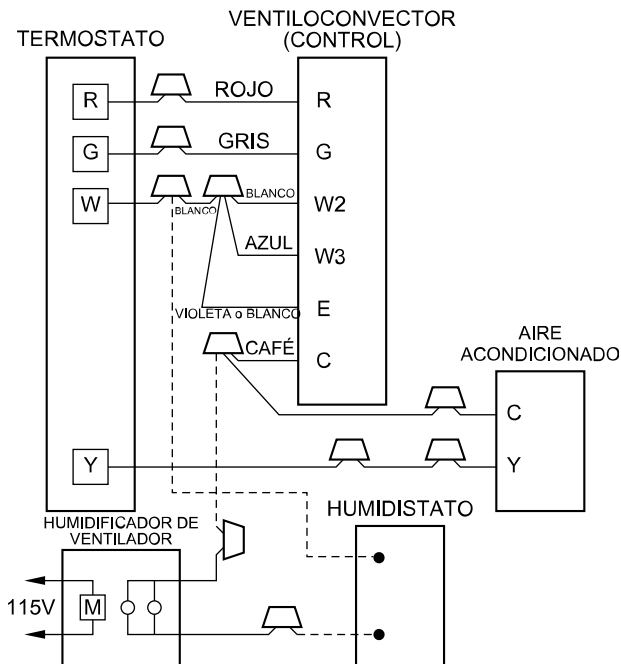 VENTILOCONVECTOR
(CONTROL)
TERMOSTATO
R
ROJO
R
G
GRIS
G
W
BLANCO
BLANCO
W2
AZUL
W3
VIOLETA o BLANCO
E
CAFÉ
C
AIRE
ACONDICIONADO
C
Y
Y
HUMIDISTATO
HUMIDIFICADOR DE
VENTILADOR
115V
M